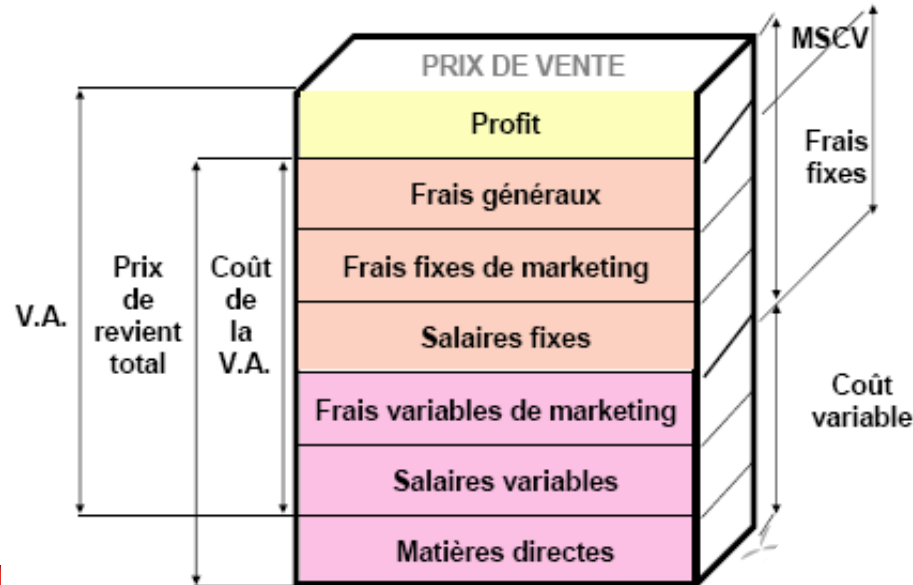 MSCV
PRIX DE VENTE
Profit
Frais
fixes
Frais généraux
Frais fixes de marketing
Salaires fixes
V.A.
Prix
de
revient
total
Coût
de
la
V.A.
Frais variables de marketing
Coût
variable
Salaires variables
Matières directes